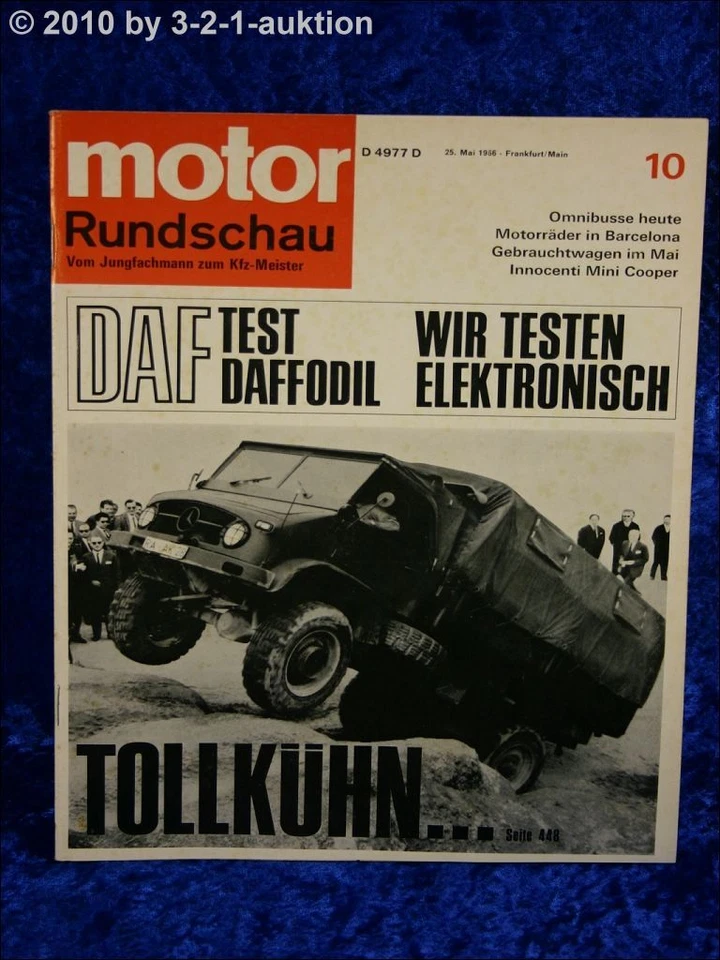 © 2010 by 3-2-1-auktion
motor
Rundschau
Vom Jungfachmann zum Kfz-Meister
D 4977 D
25. Mai 1966 - Frankfurt/Main
10
Omnibusse heute
Motorräder in Barcelona
Gebrauchtwagen im Mai
Innocenti Mini Cooper
DAF TEST
DAFFODIL
WIR TESTEN
ELEKTRONISCH
TOLLKÜHN...
Seite 448